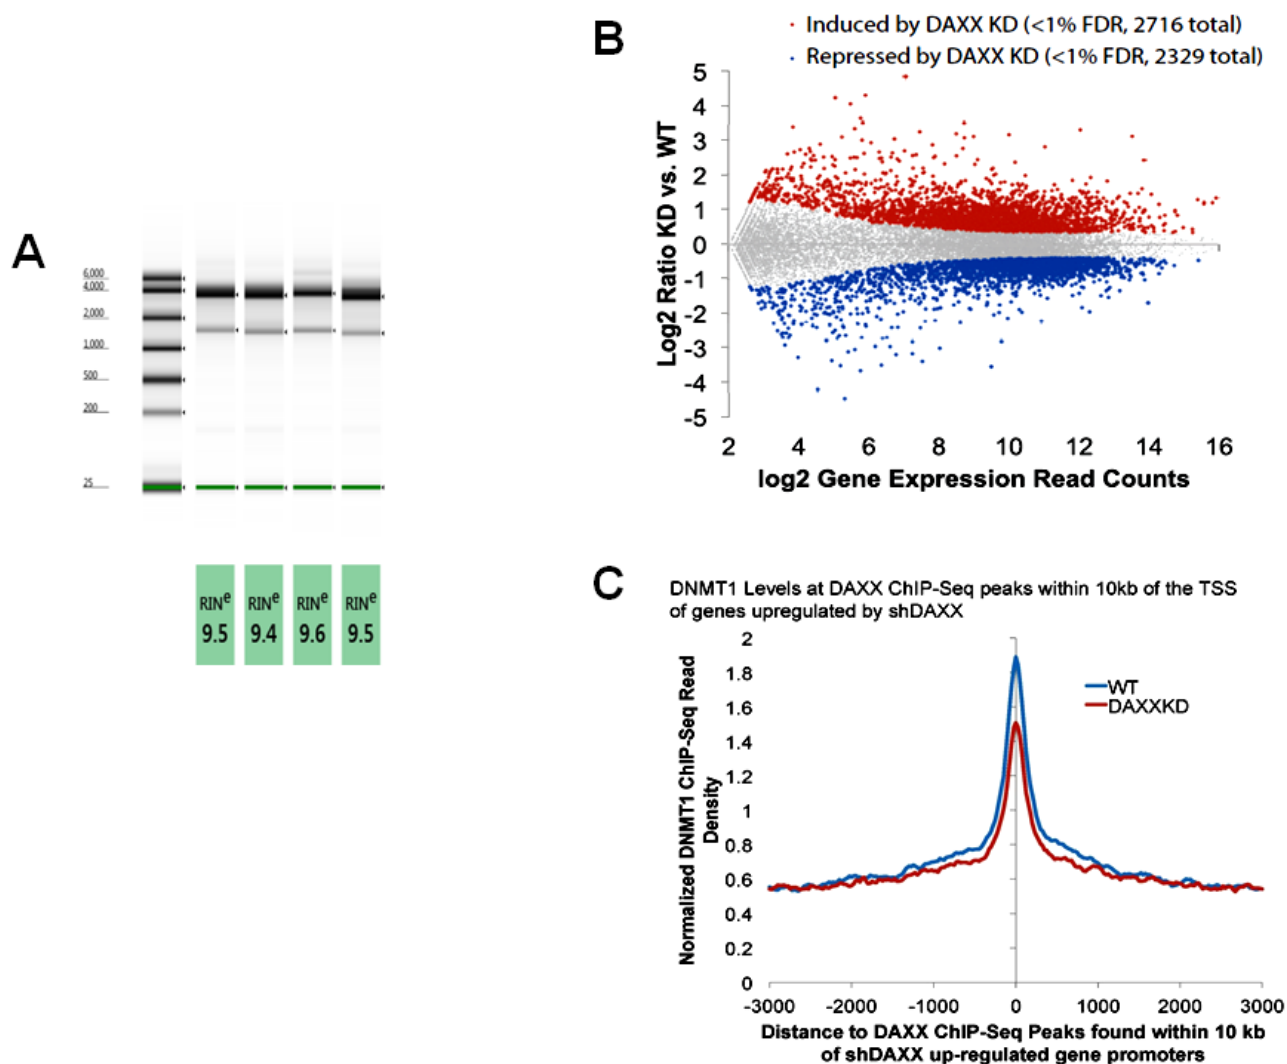 A
6,000
4,000
2,000
1,000
500
200
25
RINe
9.5
RINe
9.4
RINe
9.6
RINe
9.5
B
Induced by DAXX KD (<1% FDR, 2716 total)
Repressed by DAXX KD (<1% FDR, 2329 total)
Log2 Ratio KD vs. WT
5
4
3
2
1
0
-1
-2
-3
-4
-5
2 4 6 8 10 12 14 16
log2 Gene Expression Read Counts
C
DNMT1 Levels at DAXX ChIP-Seq peaks within 10kb of the TSS
of genes upregulated by shDAXX
Normalized DNMT1 ChIP-Seq Read
Density
2
1.8
1.6
1.4
1.2
1
0.8
0.6
0.4
0.2
0
WT
DAXXKD
-3000 -2000 -1000 0 1000 2000 3000
Distance to DAXX ChIP-Seq Peaks found within 10 kb
of shDAXX up-regulated gene promoters